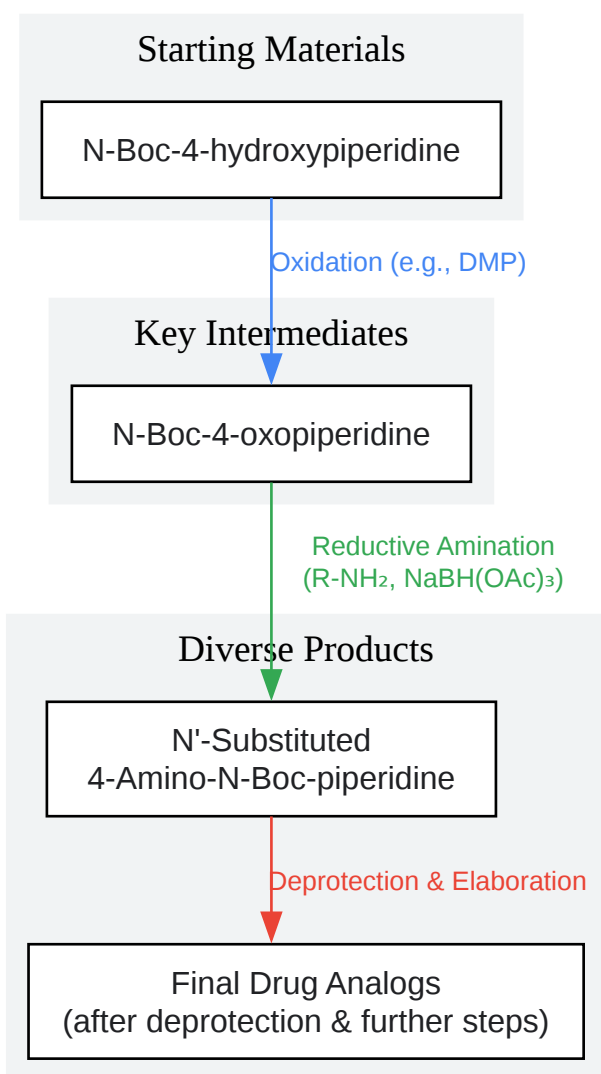 Starting Materials
N-Boc-4-hydroxypiperidine
Oxidation (e.g., DMP)
Key Intermediates
N-Boc-4-oxopiperidine
Reductive Amination
(R-NH₂, NaBH(OAc)₃)
Diverse Products
N'-Substituted
4-Amino-N-Boc-piperidine
Deprotection & Elaboration
Final Drug Analogs
(after deprotection & further steps)